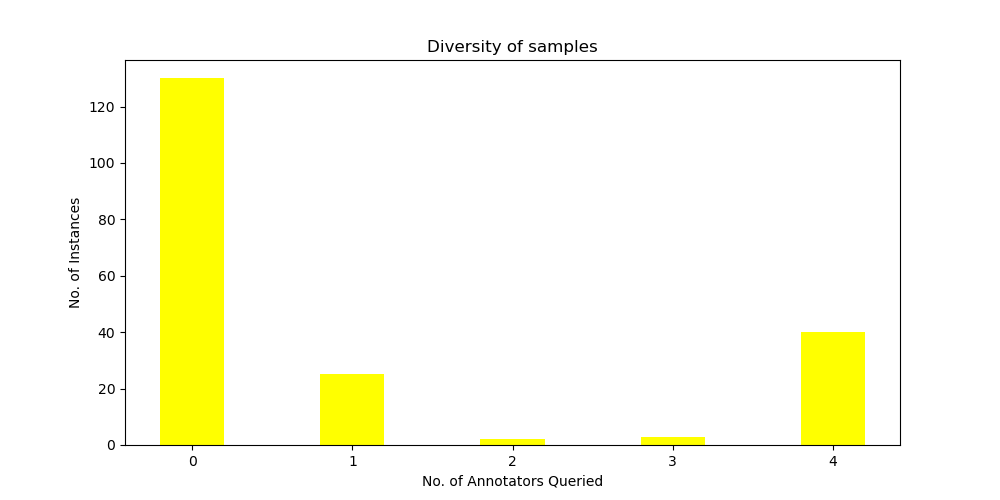 Diversity of samples
120
100
80
60
40
20
0
No. of Instances
0 1 2 3 4
No. of Annotators Queried